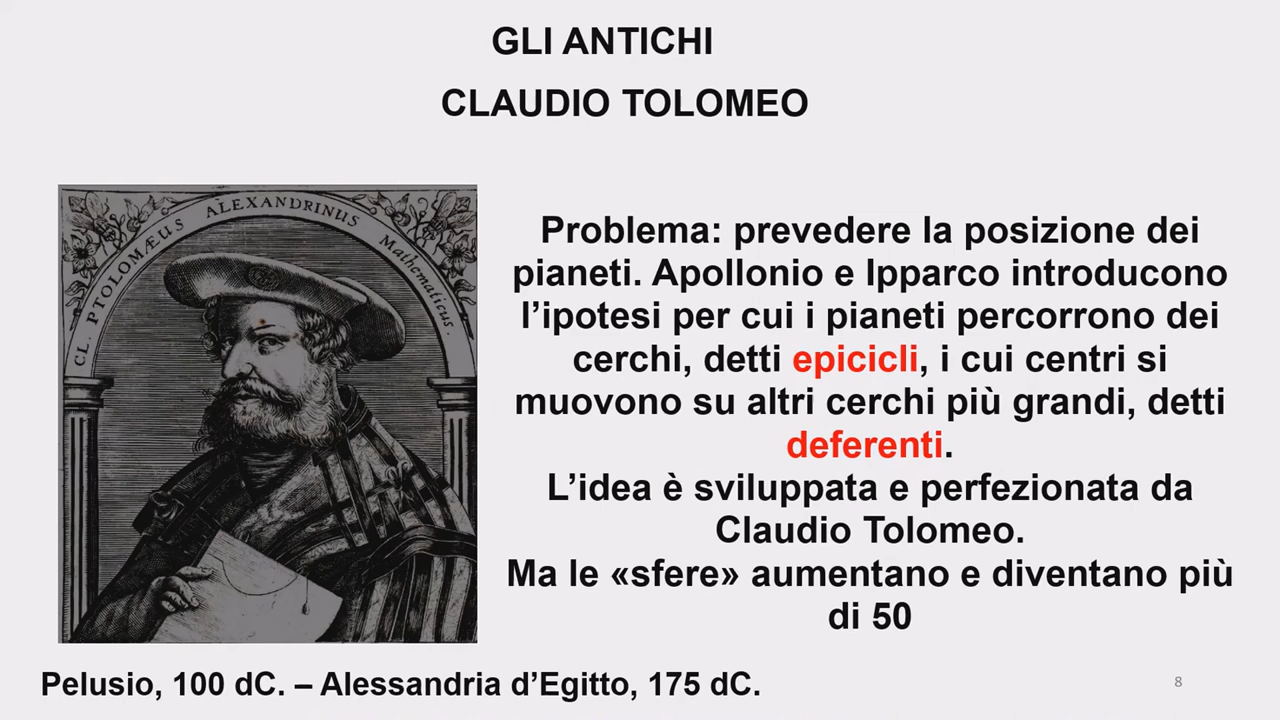 GLI ANTICHI
CLAUDIO TOLOMEO
CL. PTOLOMÆUS ALEXANDRINUS Mathematicus.
Problema: prevedere la posizione dei
pianeti. Apollonio e Ipparco introducono
l’ipotesi per cui i pianeti percorrono dei
cerchi, detti epicicli, i cui centri si
muovono su altri cerchi più grandi, detti
deferenti.
L’idea è sviluppata e perfezionata da
Claudio Tolomeo.
Ma le «sfere» aumentano e diventano più
di 50
Pelusio, 100 dC. – Alessandria d’Egitto, 175 dC.
8